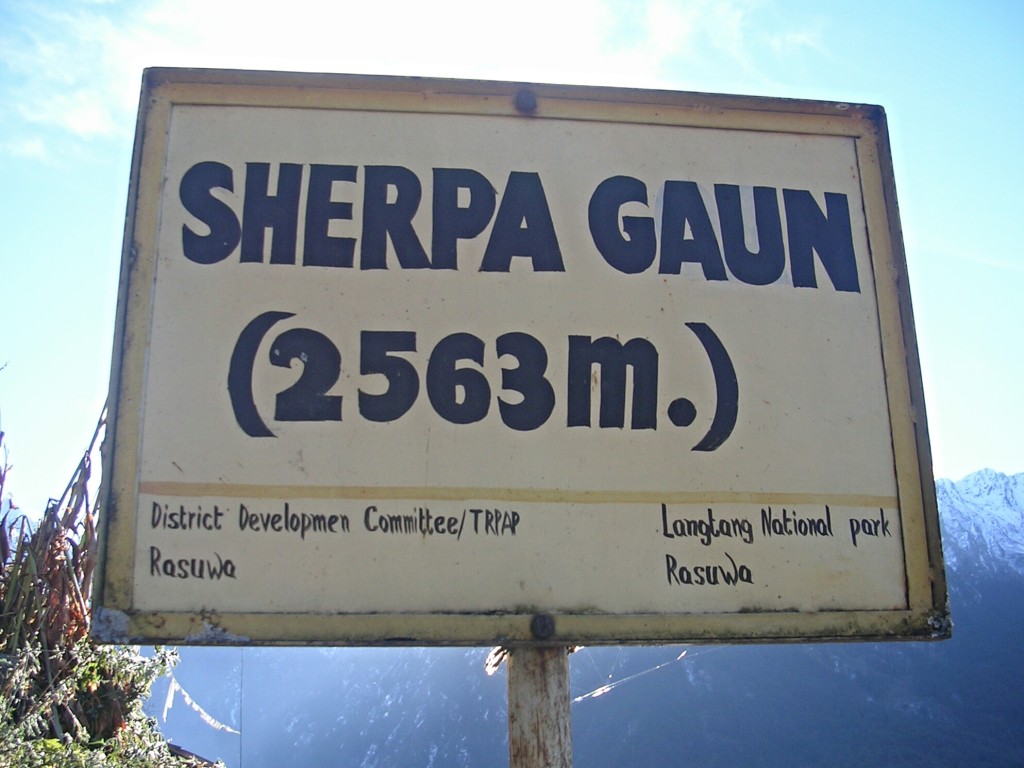 SHERPA GAUN
(2563m.)
District Developmen Committee/TRPAP
Rasuwa
Langtang National park
Rasuwa